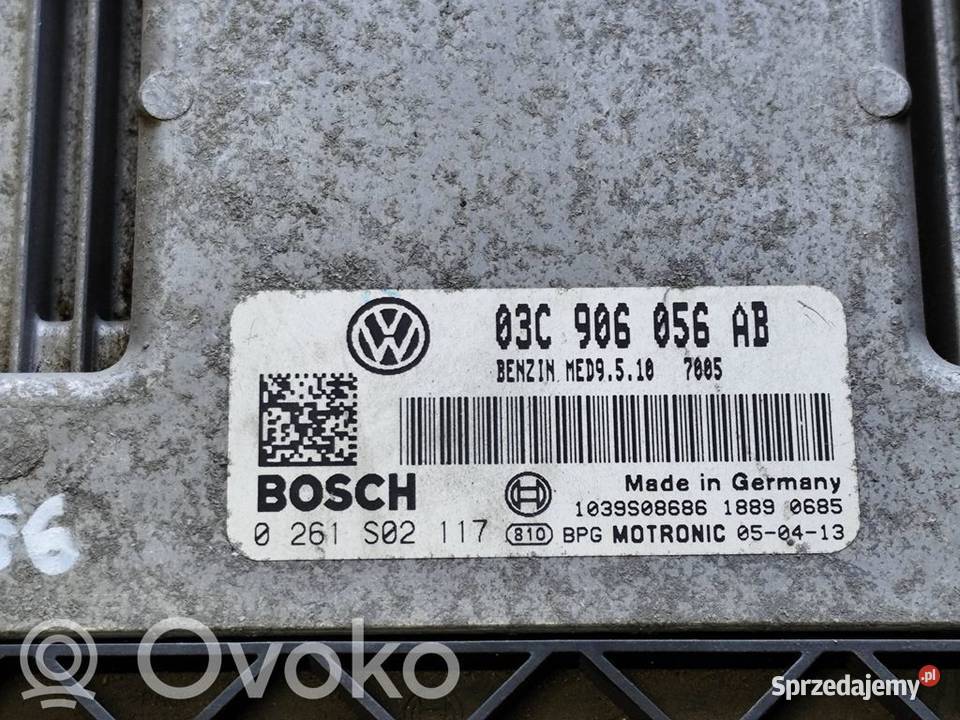 03C 906 056 AB
BENZIN MED9.5.10 7005
Made in Germany
BOSCH
1039S08686 1889 0685
0 261 S02 117 810 BPG MOTRONIC 05-04-13
56
Ovoko
Sprzedajemy.pl